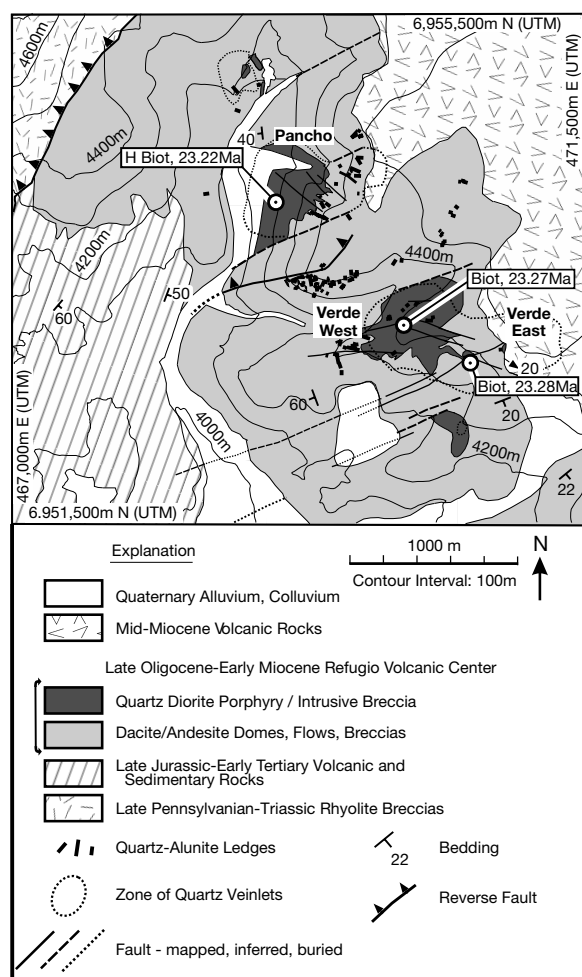 6,955,500m N (UTM)
4600m
471,500m E (UTM)
40
Pancho
H Biot, 23.22Ma
4400m
4200m
4400m
50
60
Biot, 23.27Ma
Verde
West
Verde
East
20
Biot, 23.28Ma
60
20
4000m
4200m
22
467,000m E (UTM)
6.951,500m N (UTM)
Explanation
1000 m
Contour Interval: 100m
N
Quaternary Alluvium, Colluvium
Mid-Miocene Volcanic Rocks
Late Oligocene-Early Miocene Refugio Volcanic Center
Quartz Diorite Porphyry / Intrusive Breccia
Dacite/Andesite Domes, Flows, Breccias
Late Jurassic-Early Tertiary Volcanic and
Sedimentary Rocks
Late Pennsylvanian-Triassic Rhyolite Breccias
Quartz-Alunite Ledges
Bedding
22
Zone of Quartz Veinlets
Reverse Fault
Fault - mapped, inferred, buried